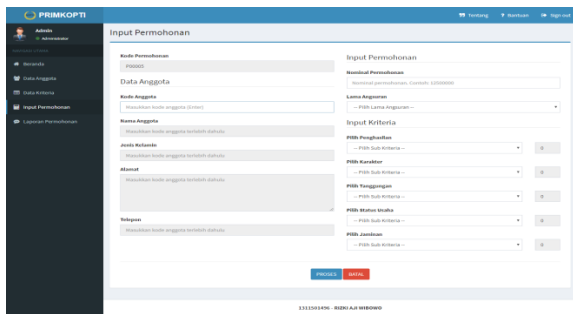 PRIMKOPTI
Tentang
Bantuan
Sign out
Admin
Administrator
Beranda
Data Anggota
Data Kriteria
Input Permohonan
Laporan Permohonan
Input Permohonan
Kode Permohonan
Data Anggota
Kode Anggota
Masukkan kode anggota (Enter)
Nama Anggota
Masukkan kode anggota terlebih dahulu
Jenis Kelamin
Masukkan kode anggota terlebih dahulu
Alamat
Masukkan kode anggota terlebih dahulu
Telepon
Masukkan kode anggota terlebih dahulu
Input Permohonan
Nominal Permohonan
Nominal permohonan. Contoh: 12000000
Lama Angsuran
-- Pilih Lama Angsuran --
Input Kriteria
Pilih Penghasilan
-- Pilih Sub Kriteria --
0
Pilih Karakter
-- Pilih Sub Kriteria --
0
Pilih Tanggungan
-- Pilih Sub Kriteria --
0
Pilih Status Usaha
-- Pilih Sub Kriteria --
0
Pilih Jaminan
-- Pilih Sub Kriteria --
0
PROSES BATAL
1311503496 - RIZKI AJI WIBOWO